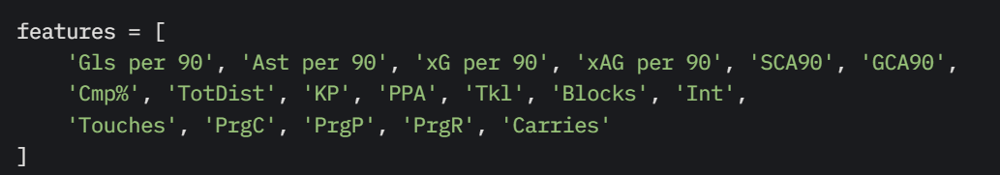 features = [
'Gls per 90', 'Ast per 90', 'xG per 90', 'xAG per 90', 'SCA90', 'GCA90',
'Cmp%', 'TotDist', 'KP', 'PPA', 'Tkl', 'Blocks', 'Int',
'Touches', 'PrgC', 'PrgP', 'PrgR', 'Carries'
]